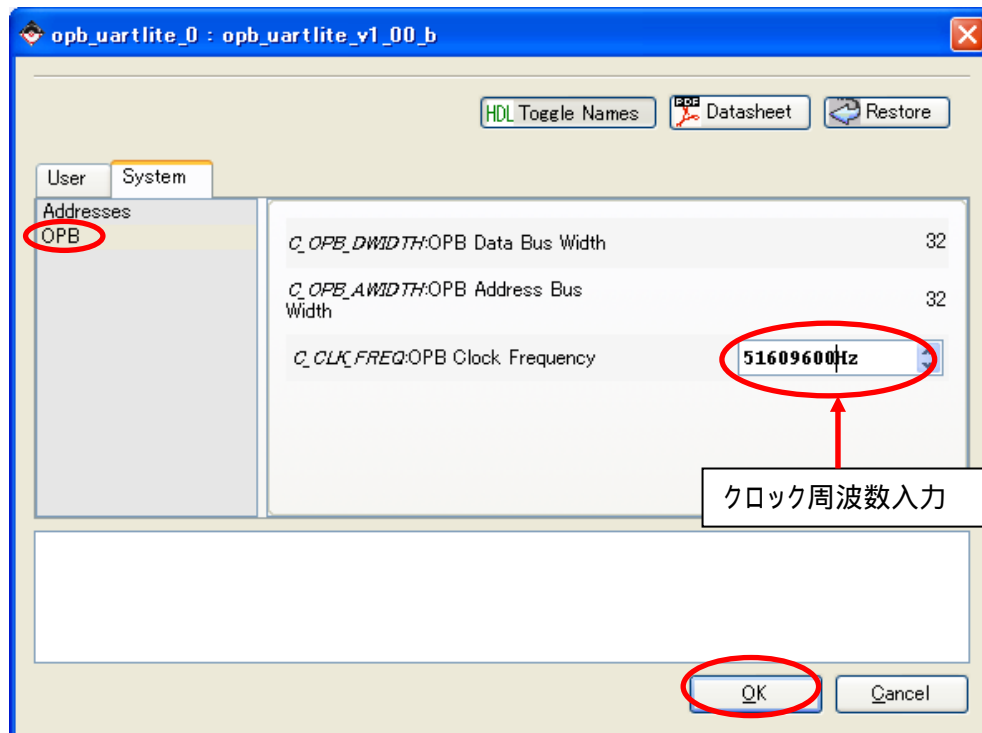 opb_uartlite_0 : opb_uartlite_v1_00_b
HDL Toggle Names
PDF Datasheet
Restore
User
System
Addresses
OPB
C_OPB_DWIDTH:OPB Data Bus Width
32
C_OPB_AWIDTH:OPB Address Bus
Width
32
C_CLK_FREQ:OPB Clock Frequency
51609600Hz
クロック周波数入力
OK
Cancel